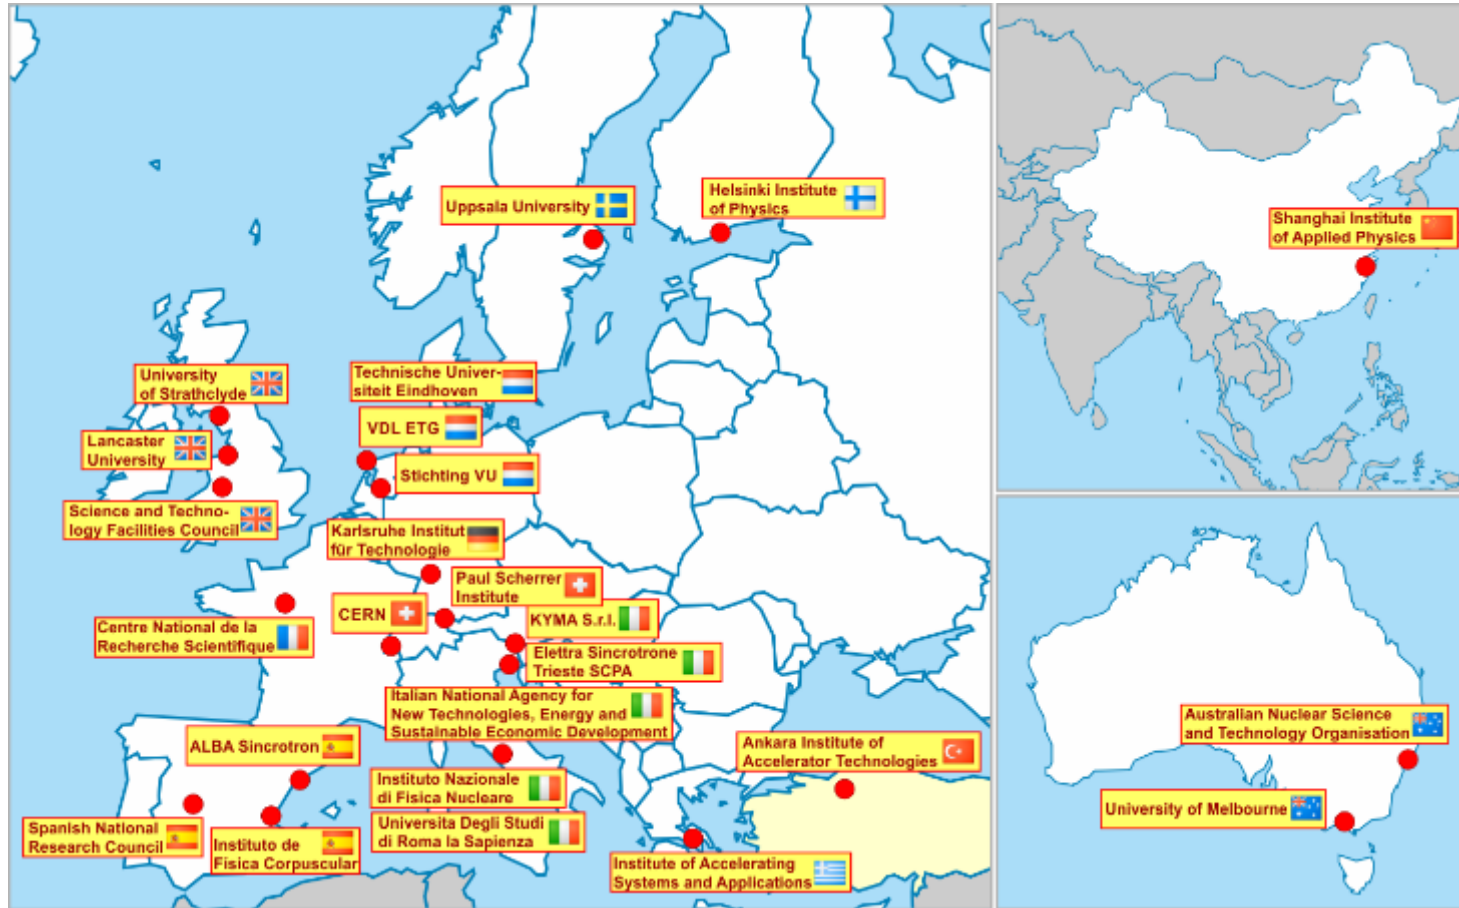 Uppsala University
Helsinki Institute
of Physics
Shanghai Institute
of Applied Physics
University
of Strathclyde
Technische Univer-
siteit Eindhoven
VDL ETG
Lancaster
University
Stichting VU
Science and Techno-
logy Facilities Council
Karlsruhe Institut
für Technologie
Paul Scherrer
Institute
CERN
KYMA S.r.l.
Centre National de la
Recherche Scientifique
Elettra Sincrotrone
Trieste SCPA
Italian National Agency for
New Technologies, Energy and
Sustainable Economic Development
ALBA Sincrotron
Ankara Institute of
Accelerator Technologies
Instituto Nazionale
di Fisica Nucleare
Spanish National
Research Council
Instituto de
Física Corpuscular
Universita Degli Studi
di Roma la Sapienza
Institute of Accelerating
Systems and Applications
Australian Nuclear Science
and Technology Organisation
University of Melbourne